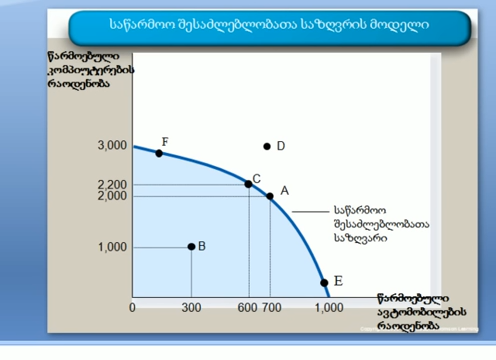 საწარმოო შესაძლებლობათა საზღვრის მოდელი
წარმოებული
კომპიუტერების
რაოდენობა
F
3,000
D
C
2,200
A
2,000
საწარმოო
შესაძლებლობათა
საზღვარი
1,000
B
E
0
300
600
700
1,000
წარმოებული
ავტომობილების
რაოდენობა